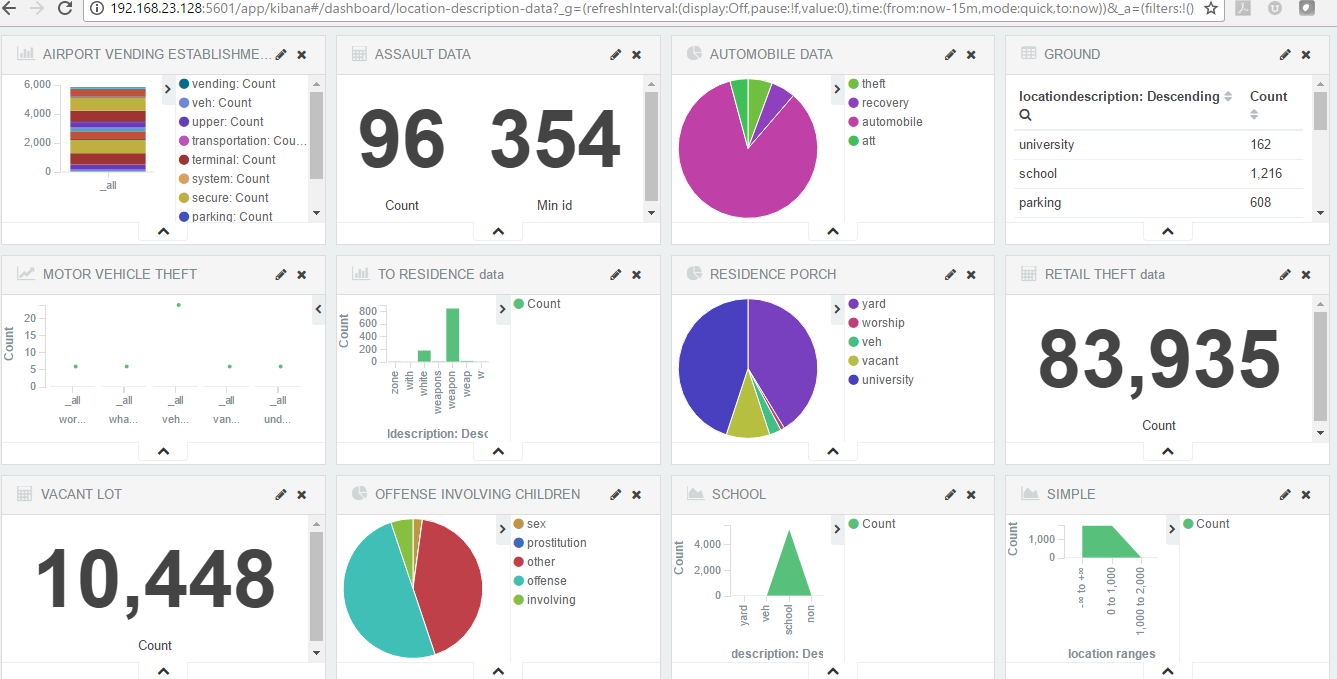 192.168.23.128:5601/app/kibana#/dashboard/location-description-data?_g=(refreshInterval:(display:Off,pause:!f,value:0),time:(from:now-15m,mode:quick,to:now))&_a=(filters:!()
AIRPORT VENDING ESTABLISHME...
6,000
4,000
2,000
0
_all
vending: Count
veh: Count
upper: Count
transportation: Cou...
terminal: Count
system: Count
secure: Count
parking: Count
ASSAULT DATA
96 354
Count Min id
AUTOMOBILE DATA
theft
recovery
automobile
att
GROUND
locationdescription: Descending Count
university 162
school 1,216
parking 608
MOTOR VEHICLE THEFT
Count
20
15
10
5
0
_all _all _all _all _all
wor... wha... veh... van... und...
TO RESIDENCE data
Count
800
600
400
200
0
zone
with
white
weapons
weapon
weap
w
ldescription: Desc
Count
RESIDENCE PORCH
yard
worship
veh
vacant
university
RETAIL THEFT data
83,935
Count
VACANT LOT
10,448
Count
OFFENSE INVOLVING CHILDREN
sex
prostitution
other
offense
involving
SCHOOL
Count
4,000
2,000
0
yard
veh
school
non
description: Des
Count
SIMPLE
Count
1,000
0
-∞ to +∞
0 to 1,000
1,000 to 2,000
location ranges
Count